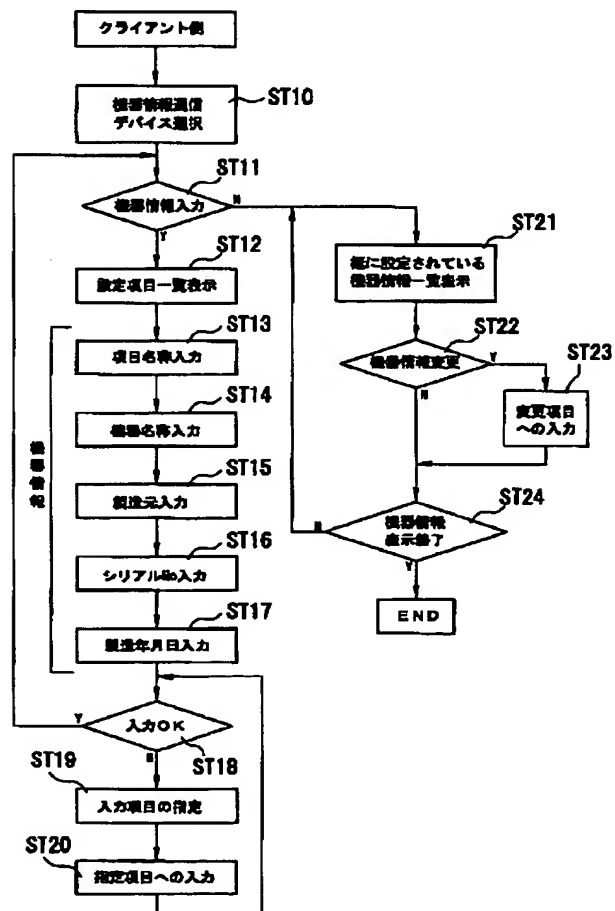 クライアント側
機器情報通信
デバイス選択
ST10
ST11
機器情報入力
N
Y
ST12
設定項目一覧表示
ST13
項目名称入力
ST14
機器名称入力
機器情報
ST15
製造元入力
ST16
シリアルNo入力
ST17
製造年月日入力
入力OK
Y
N
ST18
ST19
入力項目の指定
ST20
指定項目への入力
ST21
既に設定されている
機器情報一覧表示
ST22
機器情報変更
Y
N
ST23
変更項目
への入力
ST24
機器情報
表示終了
N
Y
END